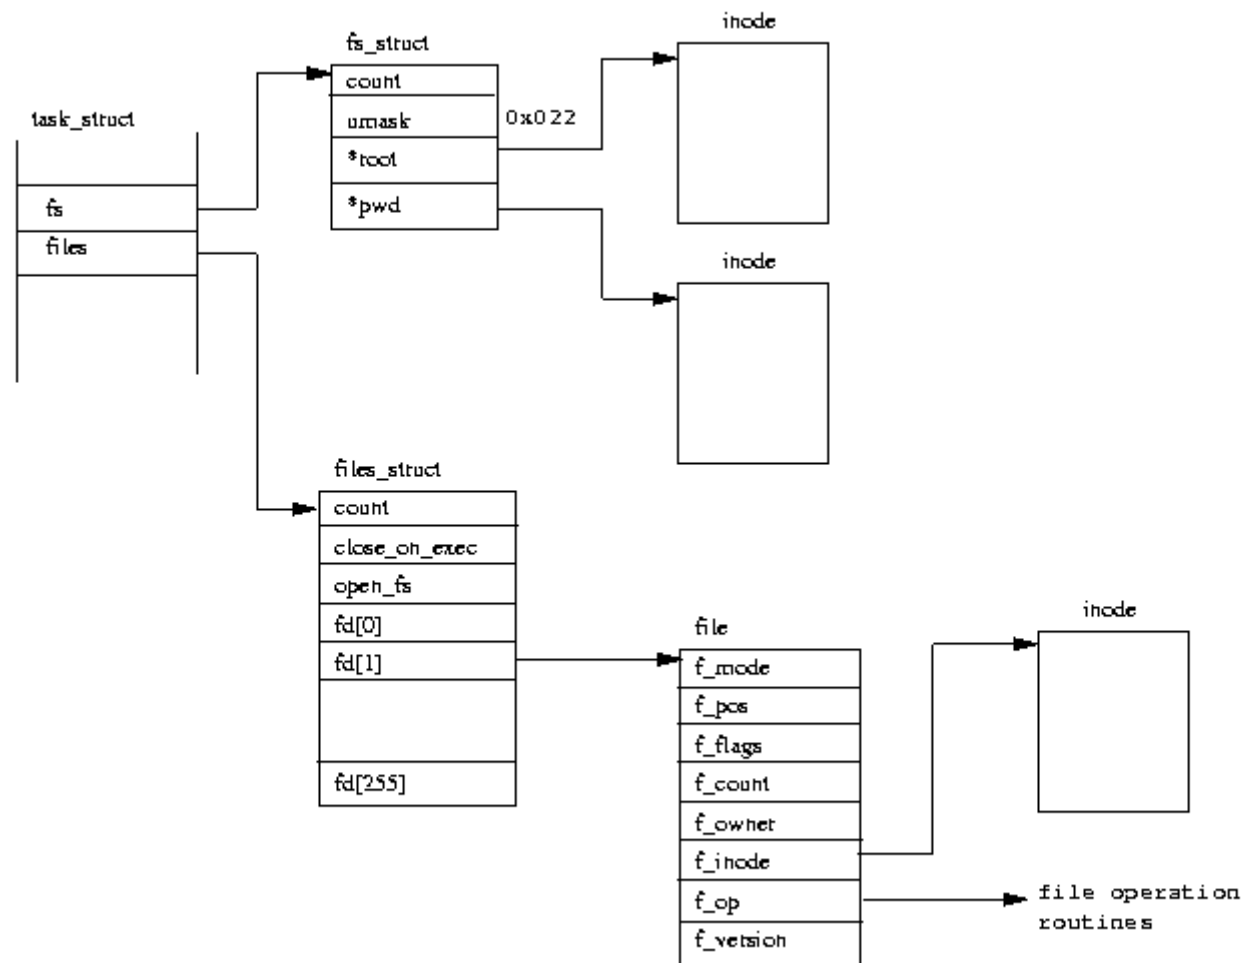 inode
fs_struct
count
umask
0x022
*root
*pwd
task_struct
fs
files
inode
files_struct
count
close_on_exec
open_fs
fd[0]
fd[1]
fd[255]
file
f_mode
f_pos
f_flags
f_count
f_owner
f_inode
f_op
f_version
inode
file operation
routines